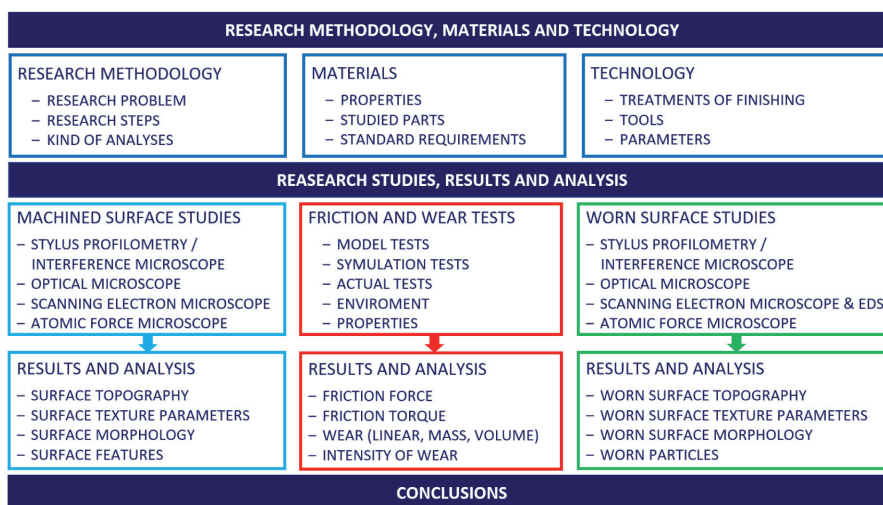 RESEARCH METHODOLOGY, MATERIALS AND TECHNOLOGY
RESEARCH METHODOLOGY
– RESEARCH PROBLEM
– RESEARCH STEPS
– KIND OF ANALYSES
MATERIALS
– PROPERTIES
– STUDIED PARTS
– STANDARD REQUIREMENTS
TECHNOLOGY
– TREATMENTS OF FINISHING
– TOOLS
– PARAMETERS
REASEARCH STUDIES, RESULTS AND ANALYSIS
MACHINED SURFACE STUDIES
– STYLUS PROFILOMETRY /
INTERFERENCE MICROSCOPE
– OPTICAL MICROSCOPE
– SCANNING ELECTRON MICROSCOPE
– ATOMIC FORCE MICROSCOPE
FRICTION AND WEAR TESTS
– MODEL TESTS
– SYMULATION TESTS
– ACTUAL TESTS
– ENVIROMENT
– PROPERTIES
WORN SURFACE STUDIES
– STYLUS PROFILOMETRY /
INTERFERENCE MICROSCOPE
– OPTICAL MICROSCOPE
– SCANNING ELECTRON MICROSCOPE & EDS
– ATOMIC FORCE MICROSCOPE
RESULTS AND ANALYSIS
– SURFACE TOPOGRAPHY
– SURFACE TEXTURE PARAMETERS
– SURFACE MORPHOLOGY
– SURFACE FEATURES
RESULTS AND ANALYSIS
– FRICTION FORCE
– FRICTION TORQUE
– WEAR (LINEAR, MASS, VOLUME)
– INTENSITY OF WEAR
RESULTS AND ANALYSIS
– WORN SURFACE TOPOGRAPHY
– WORN SURFACE TEXTURE PARAMETERS
– WORN SURFACE MORPHOLOGY
– WORN PARTICLES
CONCLUSIONS